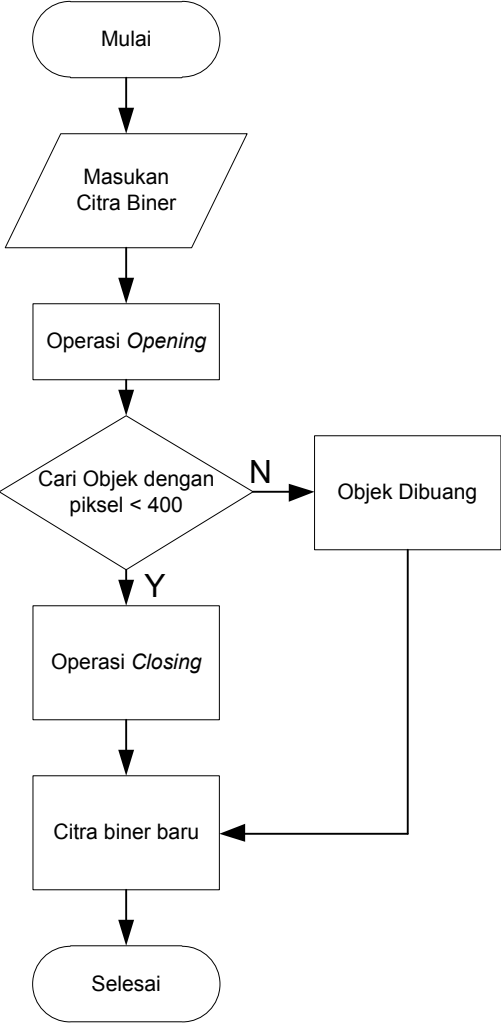 Mulai
Masukan
Citra Biner
Operasi Opening
Cari Objek dengan
piksel < 400
N
Objek Dibuang
Y
Operasi Closing
Citra biner baru
Selesai